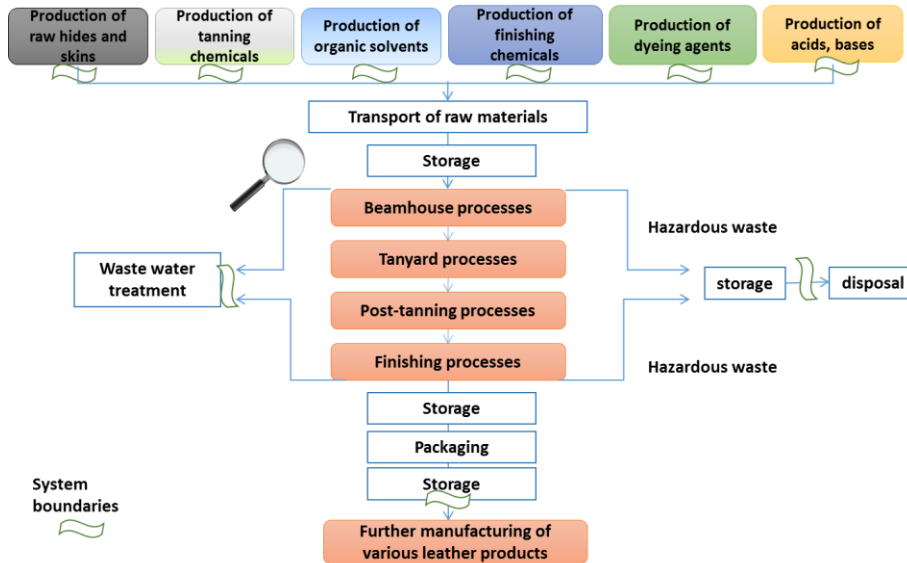 Production of
raw hides and
skins
Production of
tanning
chemicals
Production of
organic solvents
Production of
finishing
chemicals
Production of
dyeing agents
Production of
acids, bases
Transport of raw materials
Storage
Beamhouse processes
Hazardous waste
Tanyard processes
Waste water
treatment
storage
disposal
Post-tanning processes
Finishing processes
Hazardous waste
Storage
Packaging
Storage
System
boundaries
Further manufacturing of
various leather products